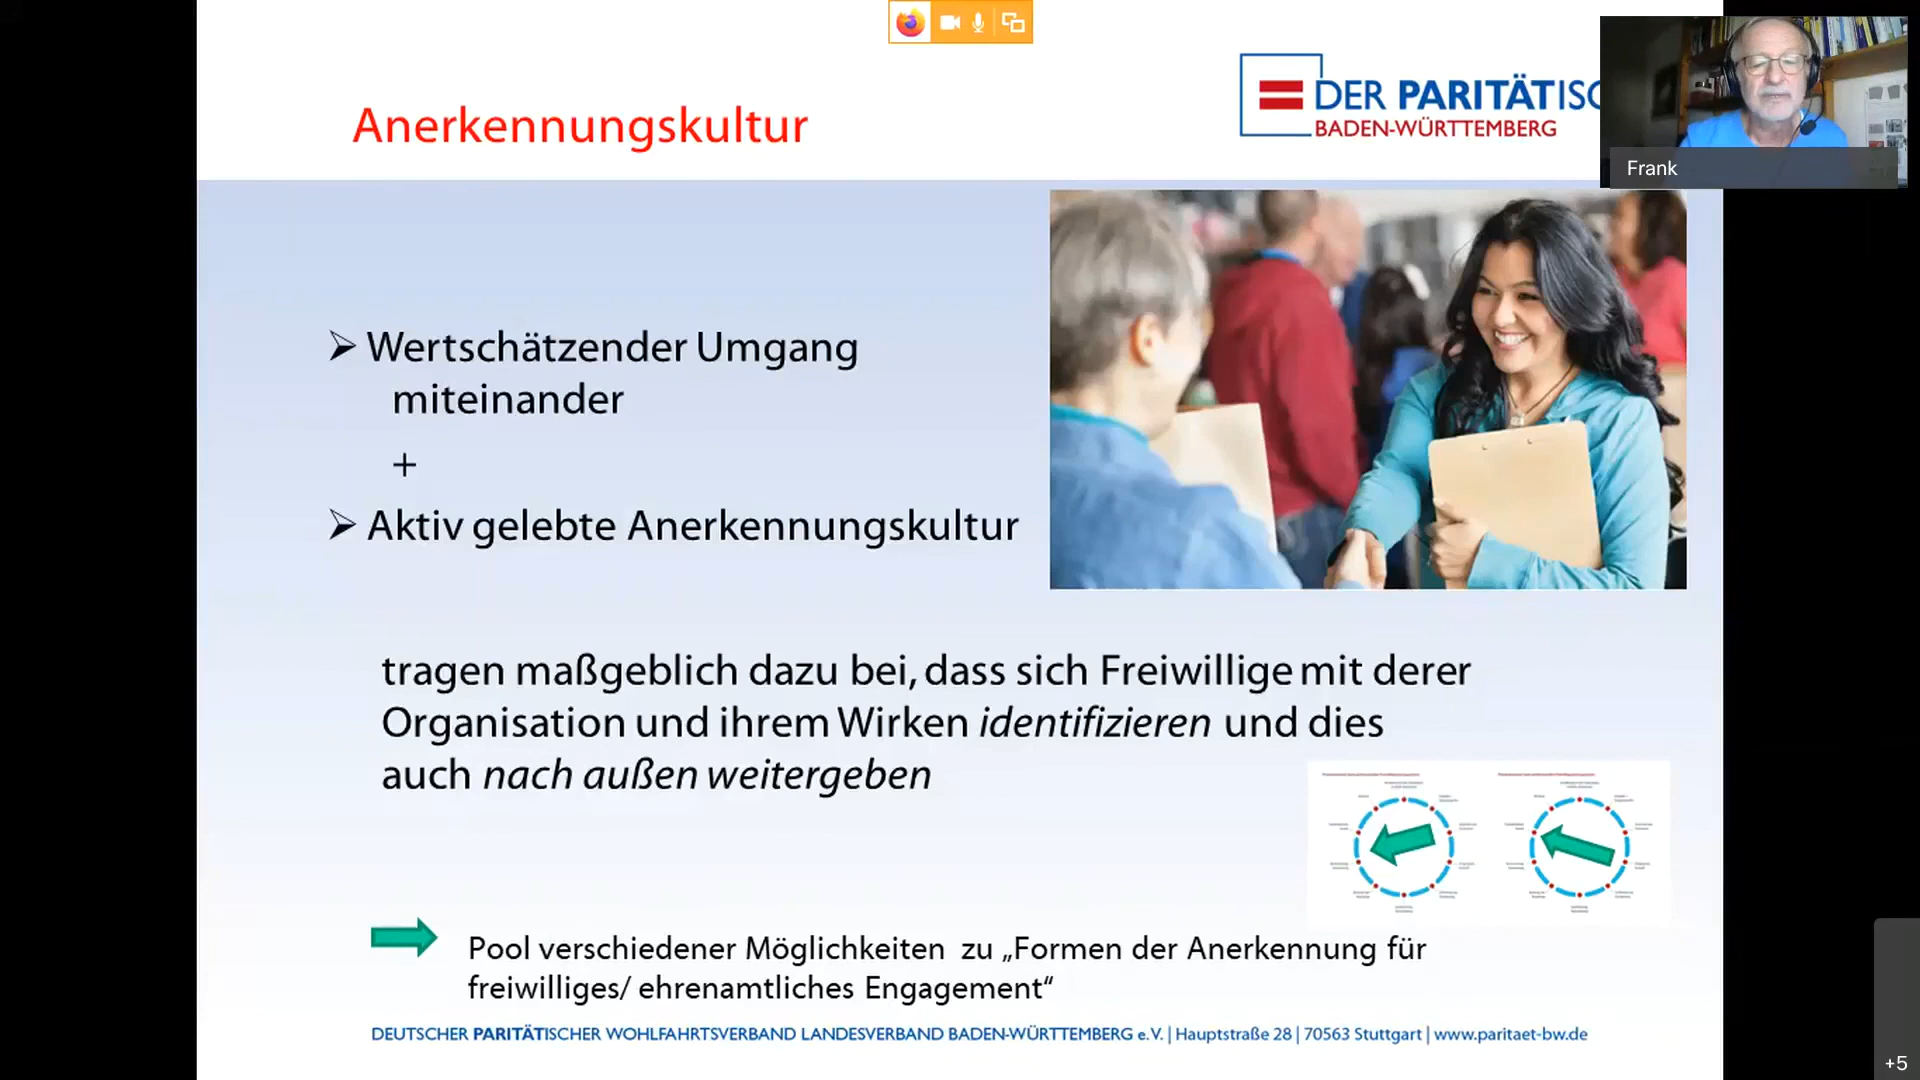 Anerkennungskultur
DER PARITÄTISC
BADEN-WÜRTTEMBERG
Frank
Wertschätzender Umgang
miteinander
+
Aktiv gelebte Anerkennungskultur
tragen maßgeblich dazu bei, dass sich Freiwillige mit derer
Organisation und ihrem Wirken identifizieren und dies
auch nach außen weitergeben
Pool verschiedener Möglichkeiten zu „Formen der Anerkennung für
freiwilliges/ ehrenamtliches Engagement“
DEUTSCHER PARITÄTISCHER WOHLFAHRTSVERBAND LANDESVERBAND BADEN-WÜRTTEMBERG e.V. | Hauptstraße 28 | 70563 Stuttgart | www.paritaet-bw.de
+5